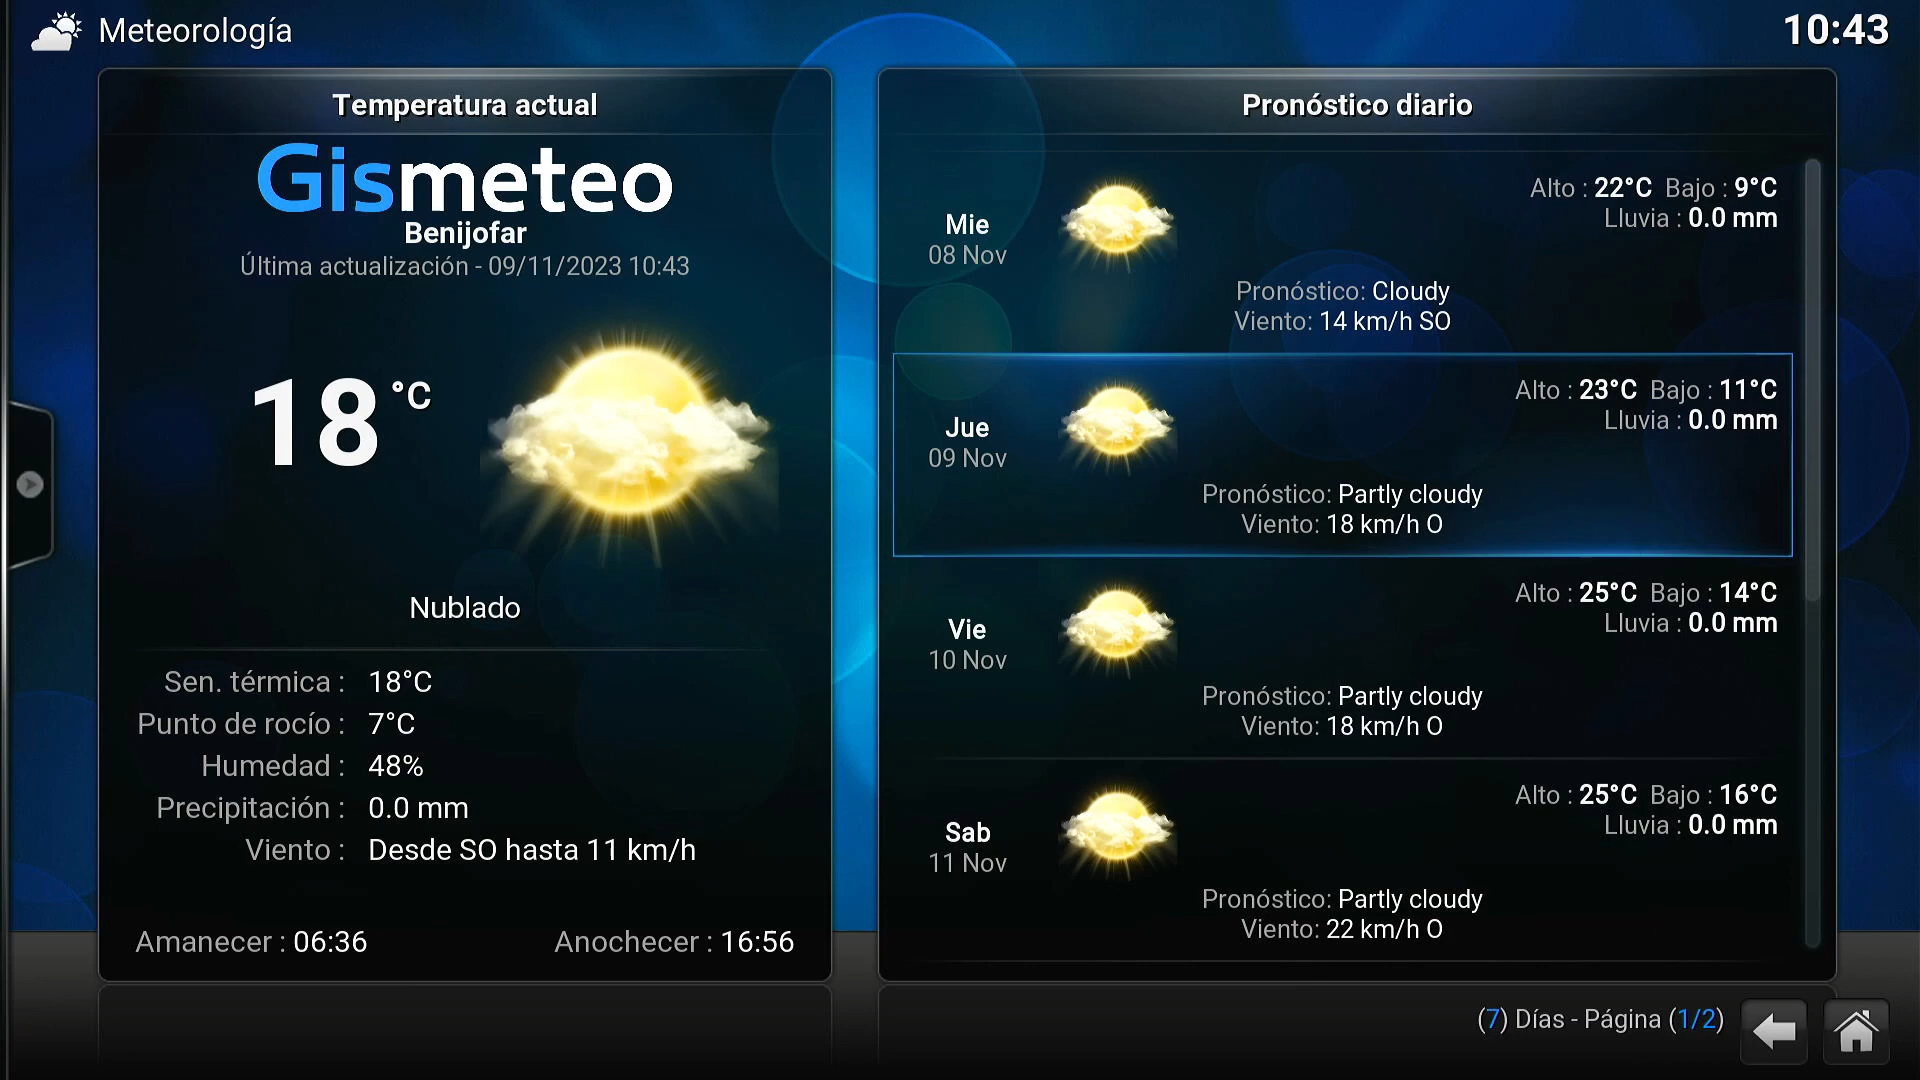 Meteorología
10:43
Temperatura actual
Gismeteo
Benijofar
Última actualización - 09/11/2023 10:43
18 °C
Nublado
Sen. térmica : 18°C
Punto de rocío : 7°C
Humedad : 48%
Precipitación : 0.0 mm
Viento : Desde SO hasta 11 km/h
Amanecer : 06:36 Anochecer : 16:56
Pronóstico diario
Mie
08 Nov
Alto : 22°C Bajo : 9°C
Lluvia : 0.0 mm
Pronóstico: Cloudy
Viento: 14 km/h SO
Jue
09 Nov
Alto : 23°C Bajo : 11°C
Lluvia : 0.0 mm
Pronóstico: Partly cloudy
Viento: 18 km/h O
Vie
10 Nov
Alto : 25°C Bajo : 14°C
Lluvia : 0.0 mm
Pronóstico: Partly cloudy
Viento: 18 km/h O
Sab
11 Nov
Alto : 25°C Bajo : 16°C
Lluvia : 0.0 mm
Pronóstico: Partly cloudy
Viento: 22 km/h O
(7) Días - Página (1/2)